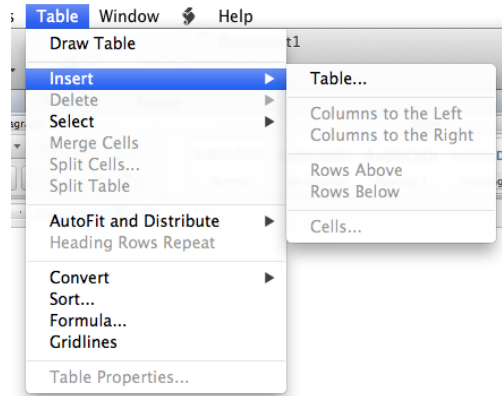 s Table Window Help
Draw Table
t1
Insert
Table...
Delete
Columns to the Left
agr
Select
Columns to the Right
Merge Cells
Split Cells...
Rows Above
Split Table
Rows Below
AutoFit and Distribute
Cells...
Heading Rows Repeat
Convert
Sort...
Formula...
Gridlines
Table Properties...